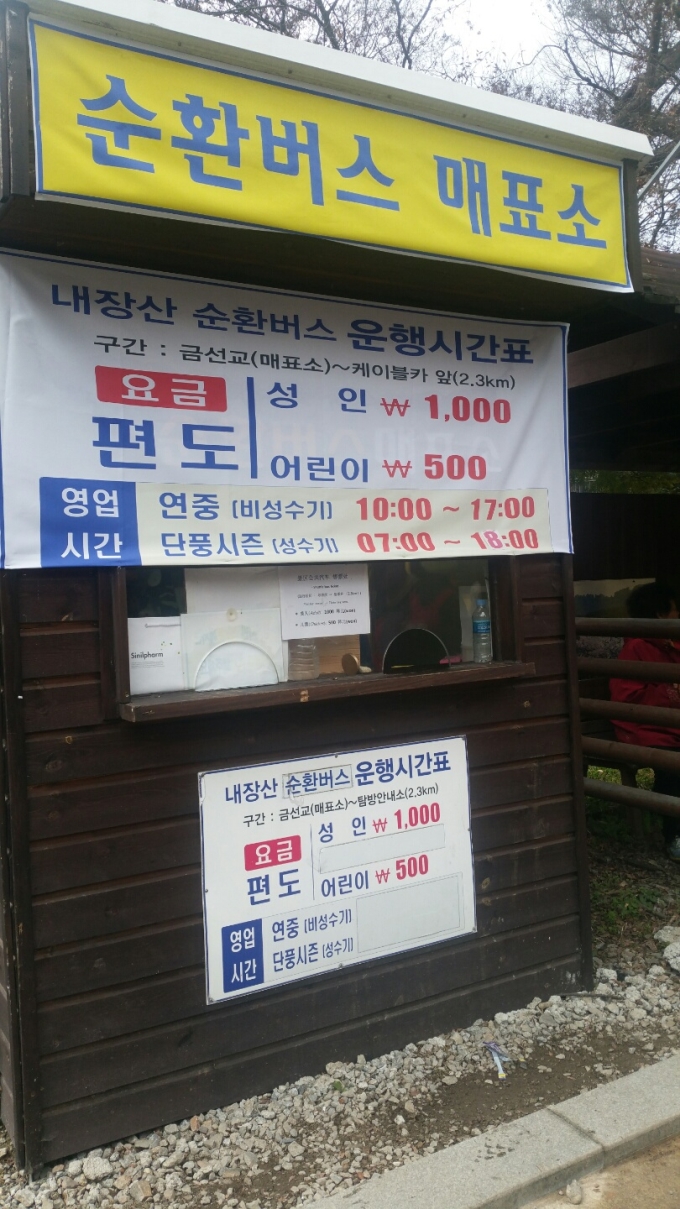 순환버스 매표소
내장산 순환버스 운행시간표
구간 : 금선교(매표소)~케이블카 앞(2.3km)
요금 성 인 ₩ 1,000
편도 어린이 ₩ 500
영업 연중 (비성수기) 10:00 ~ 17:00
시간 단풍시즌 (성수기) 07:00 ~ 18:00
Sinilpharm
내장산 순환버스 운행시간표
구간 : 금선교(매표소)~탐방안내소(2.3km)
요금 성 인 ₩ 1,000
편도 어린이 ₩ 500
영업 연중 (비성수기)
시간 단풍시즌 (성수기)